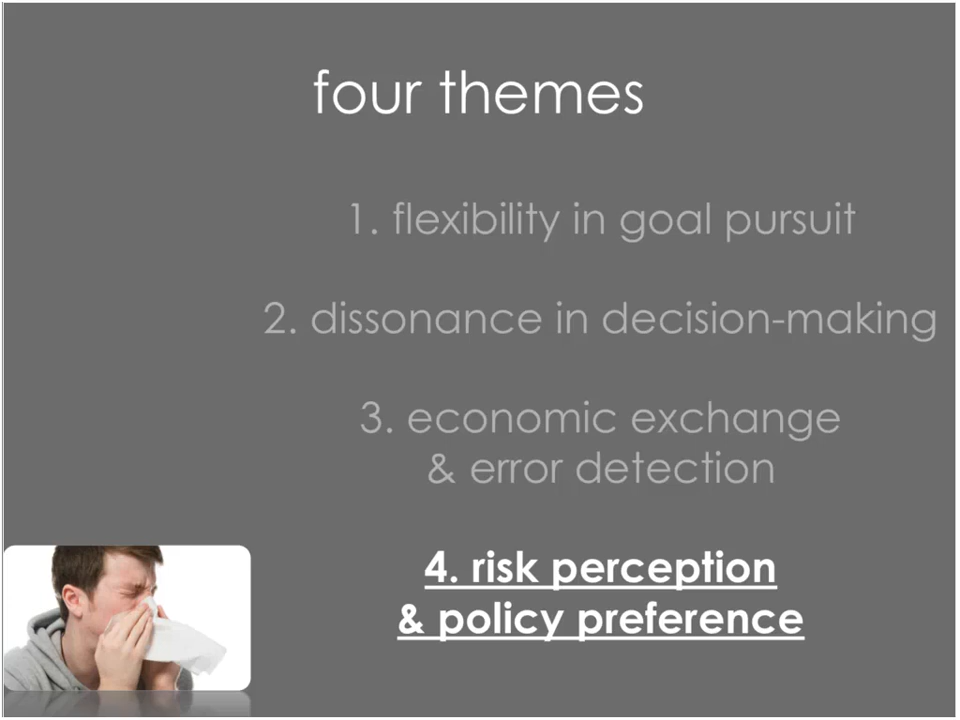 four themes
1. flexibility in goal pursuit
2. dissonance in decision-making
3. economic exchange
& error detection
4. risk perception
& policy preference